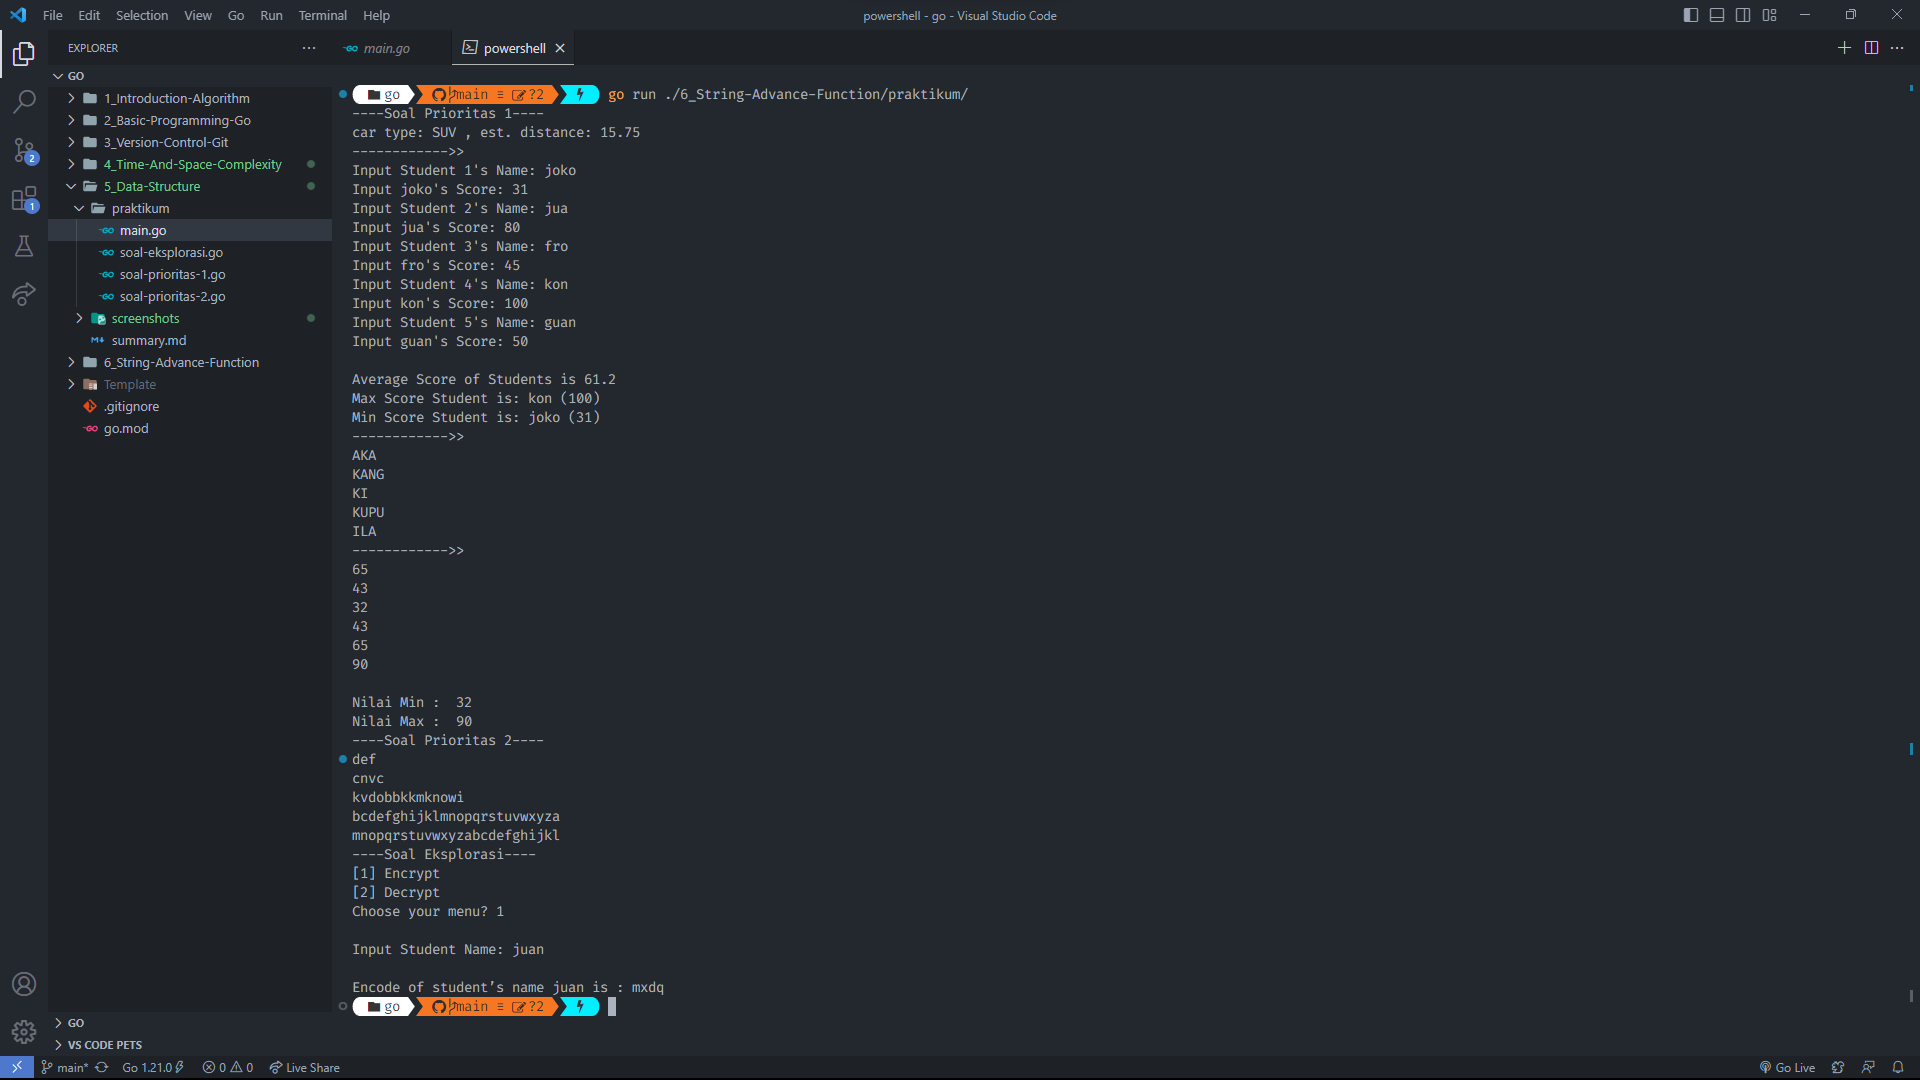 File Edit Selection View Go Run Terminal Help
powershell - go - Visual Studio Code
EXPLORER
main.go
powershell
GO
1_Introduction-Algorithm
2_Basic-Programming-Go
3_Version-Control-Git
4_Time-And-Space-Complexity
5_Data-Structure
praktikum
main.go
soal-eksplorasi.go
soal-prioritas-1.go
soal-prioritas-2.go
screenshots
summary.md
6_String-Advance-Function
Template
.gitignore
go.mod
2
1
GO
VS CODE PETS
go main ≡ ?2 go run ./6_String-Advance-Function/praktikum/
----Soal Prioritas 1----
car type: SUV , est. distance: 15.75
------------>>
Input Student 1's Name: joko
Input joko's Score: 31
Input Student 2's Name: jua
Input jua's Score: 80
Input Student 3's Name: fro
Input fro's Score: 45
Input Student 4's Name: kon
Input kon's Score: 100
Input Student 5's Name: guan
Input guan's Score: 50
Average Score of Students is 61.2
Max Score Student is: kon (100)
Min Score Student is: joko (31)
------------>>
AKA
KANG
KI
KUPU
ILA
------------>>
65
43
32
43
65
90
Nilai Min :  32
Nilai Max :  90
----Soal Prioritas 2----
def
cnvc
kvdobbkkmknowi
bcdefghijklmnopqrstuvwxyza
mnopqrstuvwxyzabcdefghijkl
----Soal Eksplorasi----
[1] Encrypt
[2] Decrypt
Choose your menu? 1
Input Student Name: juan
Encode of student’s name juan is : mxdq
go main ≡ ?2
main* Go 1.21.0 0 0 Live Share
Go Live